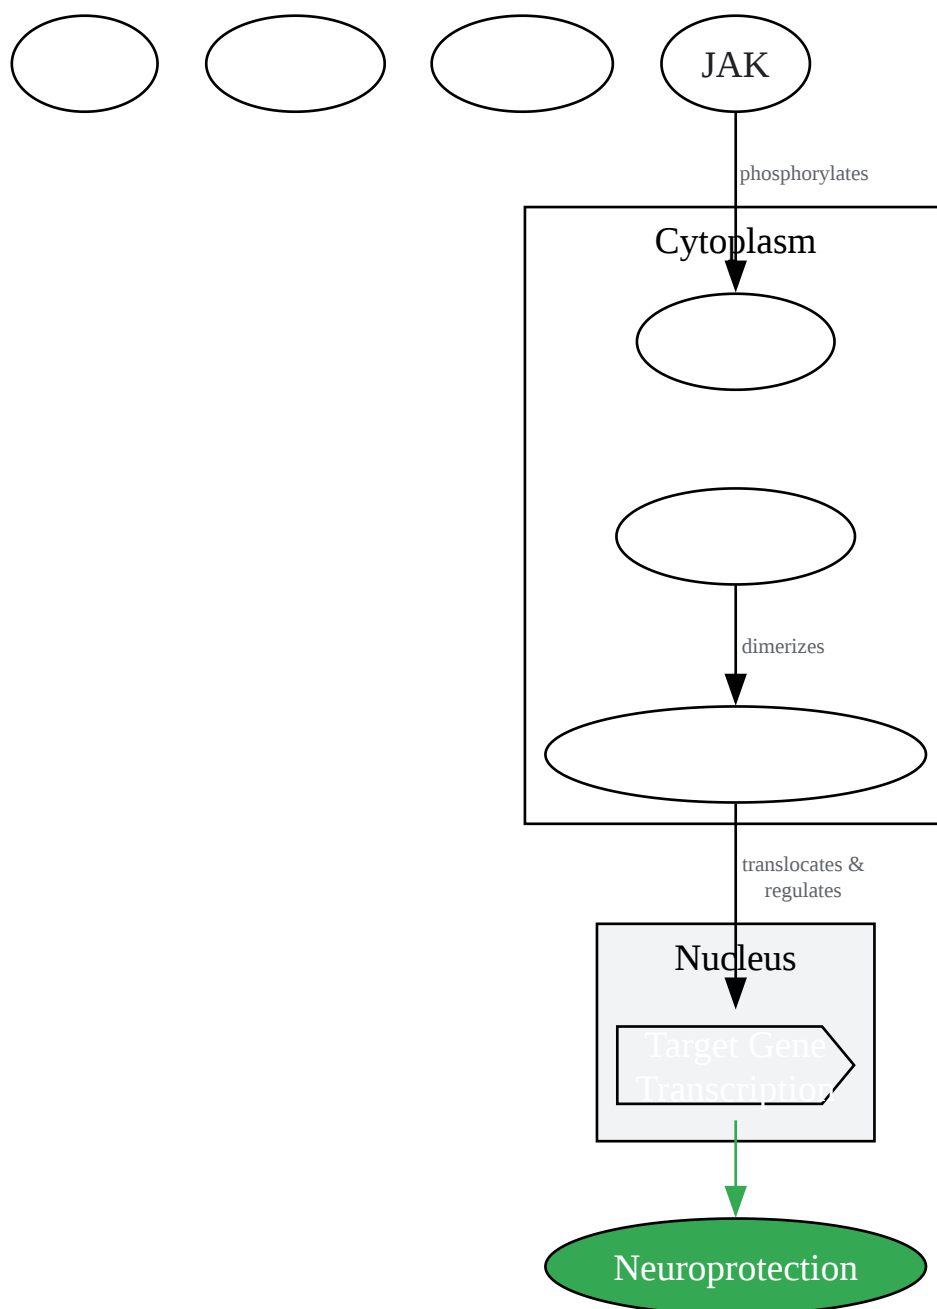 JAK
phosphorylates
Cytoplasm
dimerizes
translocates &
regulates
Nucleus
Target Gene
Transcription
Neuroprotection